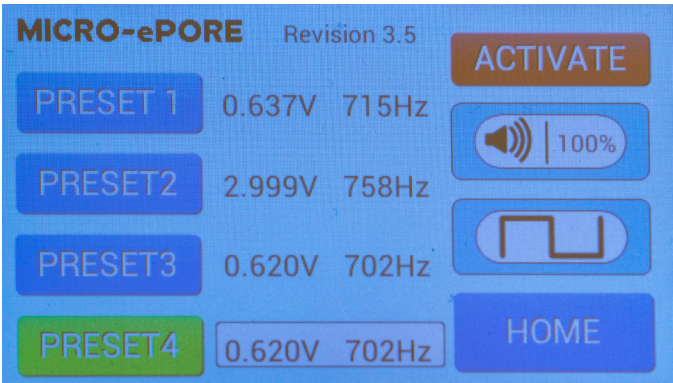 MICRO-ePORE Revision 3.5
ACTIVATE
PRESET 1 0.637V 715Hz
100%
PRESET2 2.999V 758Hz
PRESET3 0.620V 702Hz
PRESET4 0.620V 702Hz
HOME